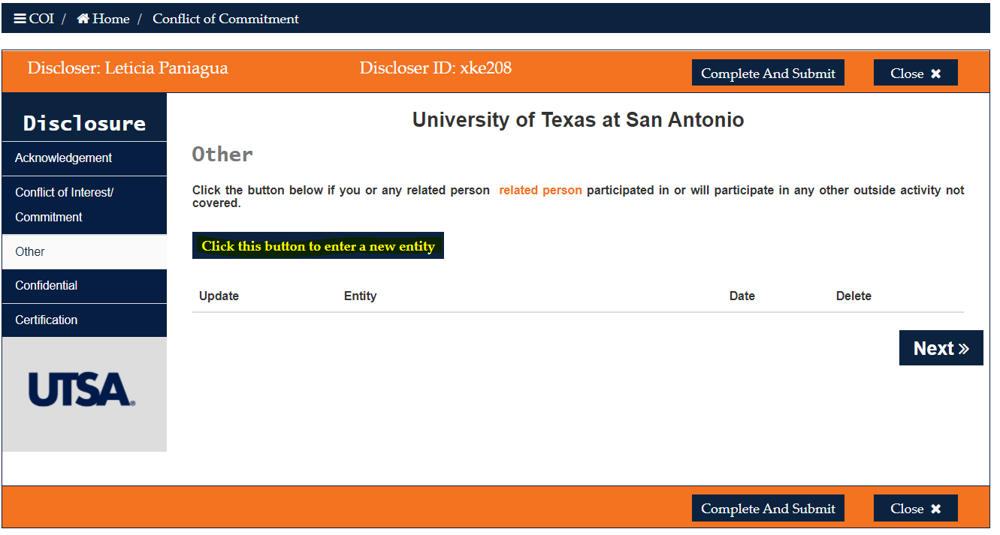 COI / Home / Conflict of Commitment
Discloser: Leticia Paniagua Discloser ID: xke208 Complete And Submit Close
Disclosure
Acknowledgement
Conflict of Interest/
Commitment
Other
Confidential
Certification
UTSA®
University of Texas at San Antonio
Other
Click the button below if you or any related person related person participated in or will participate in any other outside activity not
covered.
Click this button to enter a new entity
Update Entity Date Delete
Next »
Complete And Submit Close